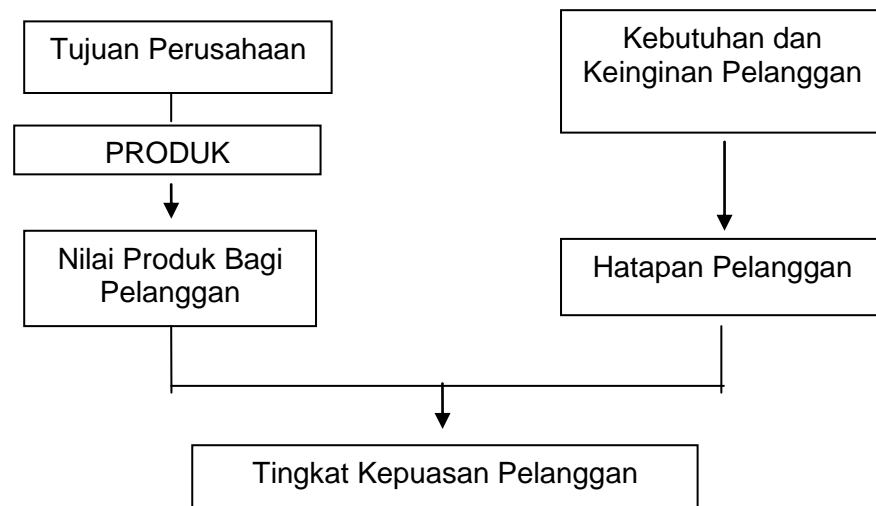 Tujuan Perusahaan
Kebutuhan dan
Keinginan Pelanggan
PRODUK
Nilai Produk Bagi
Pelanggan
Hatapan Pelanggan
Tingkat Kepuasan Pelanggan